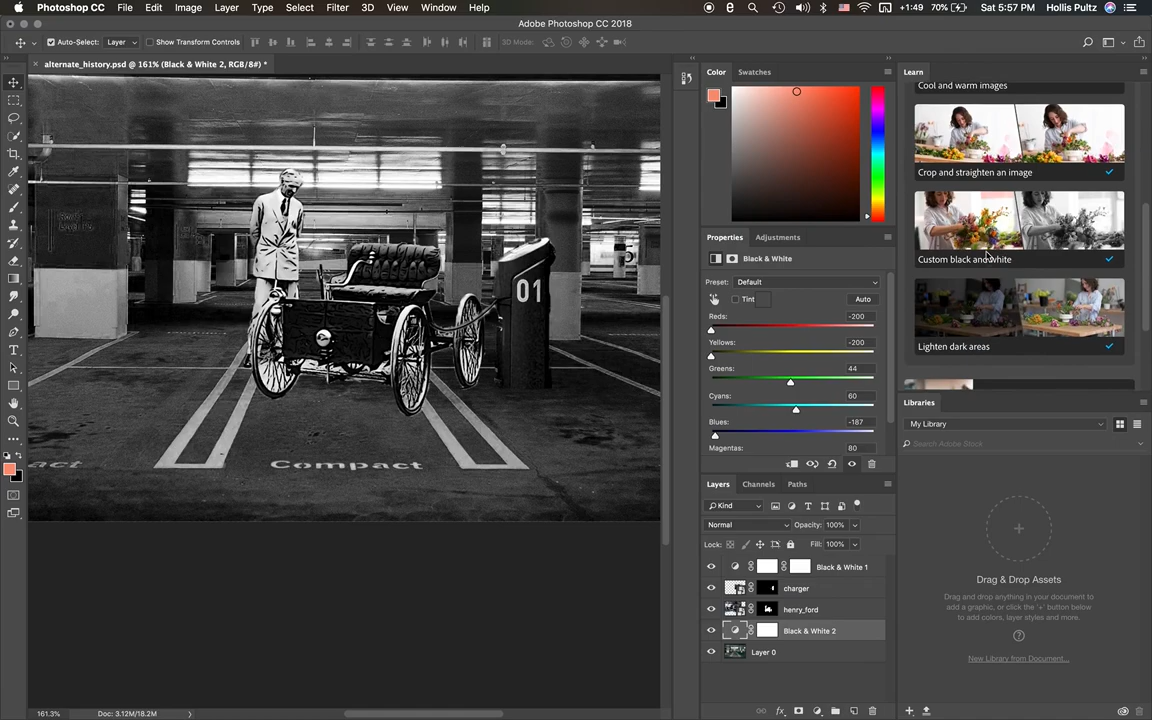 Photoshop CC File Edit Image Layer Type Select Filter 3D View Window Help +1:49 70% Sat 5:57 PM Hollis Pultz
Adobe Photoshop CC 2018
Auto-Select: Layer Show Transform Controls 3D Mode:
× alternate_history.psd @ 161% (Black & White 2, RGB/8#) *
01
Compact
161.3% Doc: 3.12M/18.2M
Color Swatches
Properties Adjustments
Black & White
Preset: Default
Tint Auto
Reds: -200
Yellows: -200
Greens: 44
Cyans: 60
Blues: -187
Magentas: 80
Layers Channels Paths
Kind
Normal Opacity: 100%
Lock: Fill: 100%
Black & White 1
charger
henry_ford
Black & White 2
Layer 0
fx
Learn
Cool and warm images
Crop and straighten an image
Custom black and white
Lighten dark areas
Libraries
My Library
Search Adobe Stock
Drag & Drop Assets
Drag and drop anything in your document to
add a graphic, or click the '+' button below
to add colors, layer styles and more.
New Library from Document...